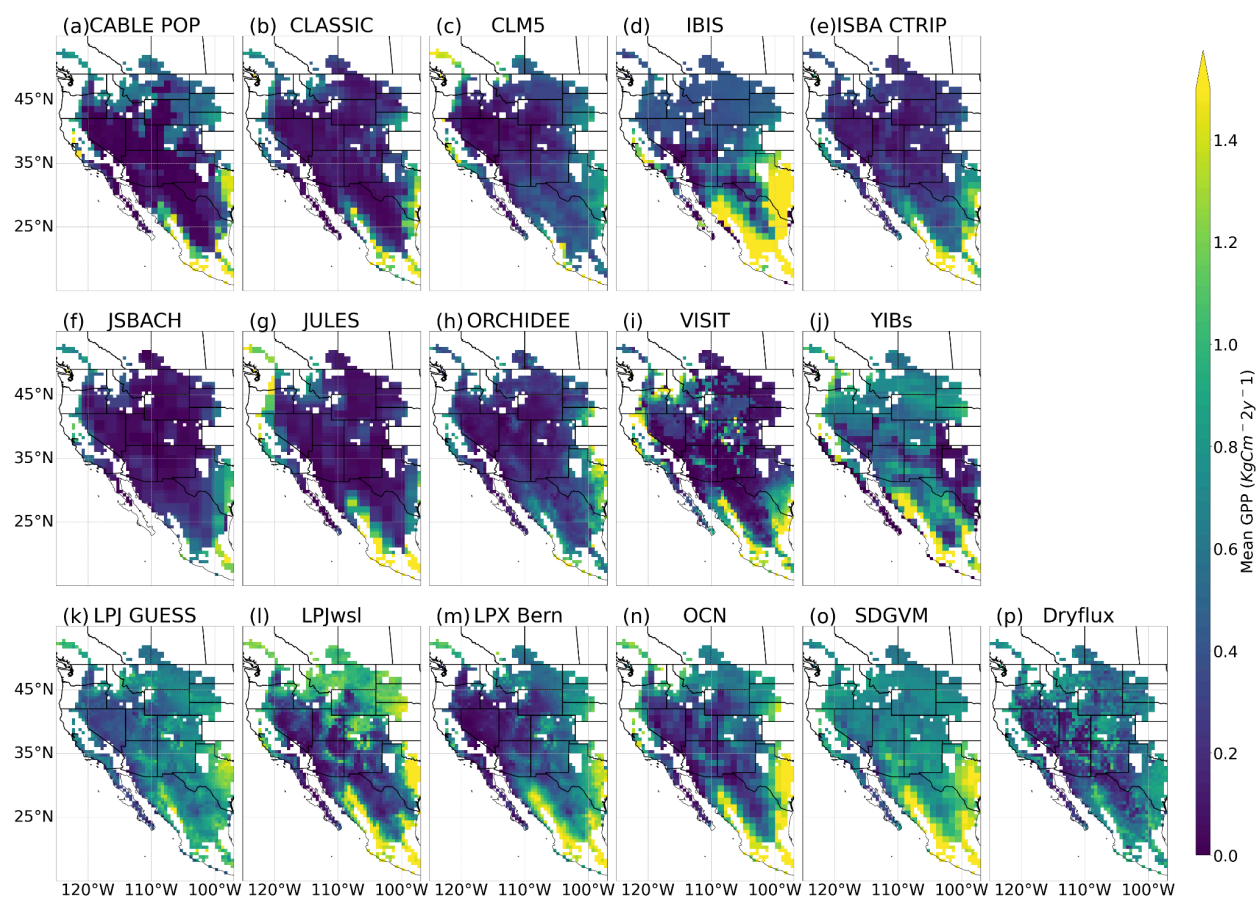 (a)CABLE POP (b) CLASSIC (c) CLM5 (d) IBIS (e)ISBA CTRIP
45°N
35°N
25°N
(f) JSBACH (g) JULES (h) ORCHIDEE (i) VISIT (j) YIBs
45°N
35°N
25°N
(k) LPJ GUESS (l) LPJwsl (m) LPX Bern (n) OCN (o) SDGVM (p) Dryflux
45°N
35°N
25°N
120°W 110°W 100°W 120°W 110°W 100°W 120°W 110°W 100°W 120°W 110°W 100°W 120°W 110°W 100°W 120°W 110°W 100°W
1.4
1.2
1.0
0.8
0.6
0.4
0.2
0.0
Mean GPP (KgCm⁻2y⁻1)